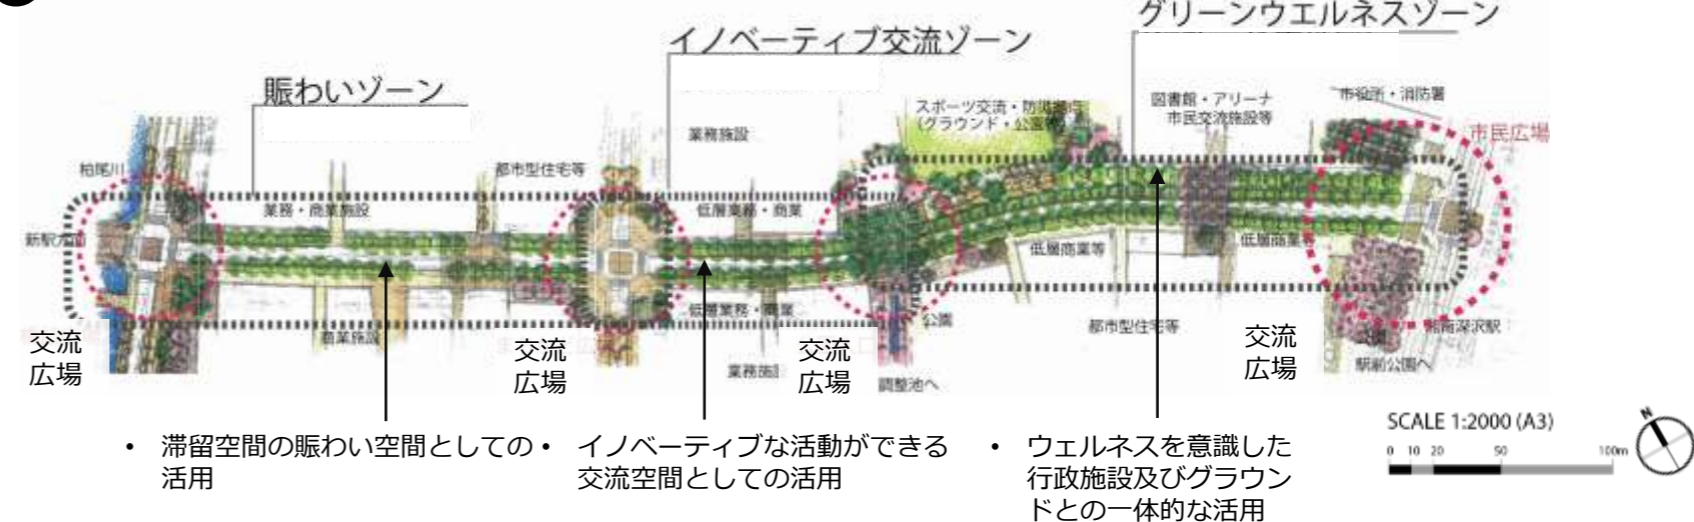 グリーンウエルネスゾーン
イノベーティブ交流ゾーン
賑わいゾーン
図書館・アリーナ
市民交流施設等
市役所・消防署
スポーツ交流・防災
(グラウンド・公園
業務施設
市民広場
柏尾川
都市型住宅等
業務・商業施設
低層業務・商業
新駅方面
低層商業等
低層商業等
低層業務・商業
公園
都市型住宅等
湘南深沢駅
商業施設
業務施設
調整池へ
駅前公園へ
交流
広場
交流
広場
交流
広場
交流
広場
• 滞留空間の賑わい空間としての
活用
• イノベーティブな活動ができる
交流空間としての活用
• ウェルネスを意識した
行政施設及びグラウン
ドとの一体的な活用
SCALE 1:2000 (A3)
0 10 20 50 100m
N